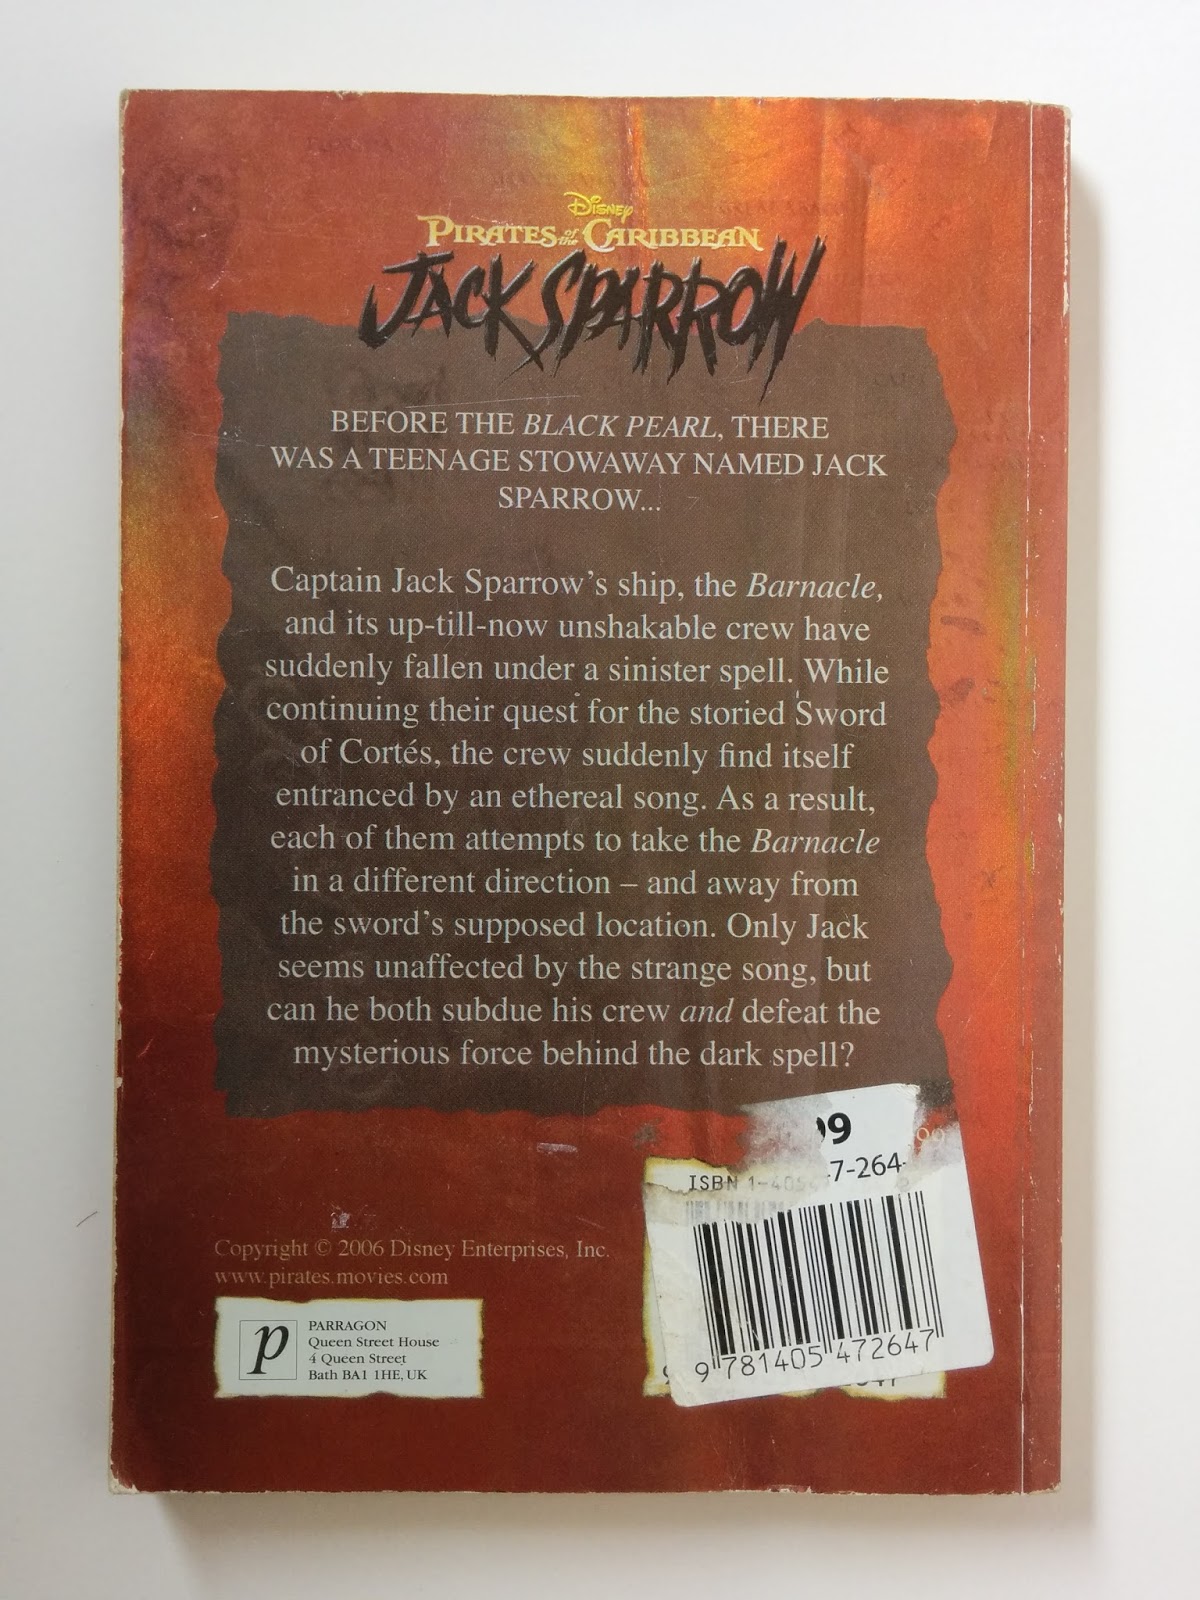 Disney
PIRATES of the CARIBBEAN
JACK SPARROW
BEFORE THE BLACK PEARL, THERE
WAS A TEENAGE STOWAWAY NAMED JACK
SPARROW...
Captain Jack Sparrow's ship, the Barnacle,
and its up-till-now unshakable crew have
suddenly fallen under a sinister spell. While
continuing their quest for the storied Sword
of Cortés, the crew suddenly find itself
entranced by an ethereal song. As a result,
each of them attempts to take the Barnacle
in a different direction – and away from
the sword's supposed location. Only Jack
seems unaffected by the strange song, but
can he both subdue his crew and defeat the
mysterious force behind the dark spell?
99
7-264-
ISBN 1-405
9 781405 472647
Copyright © 2006 Disney Enterprises, Inc.
www.pirates.movies.com
p
PARRAGON
Queen Street House
4 Queen Street
Bath BA1 1HE, UK